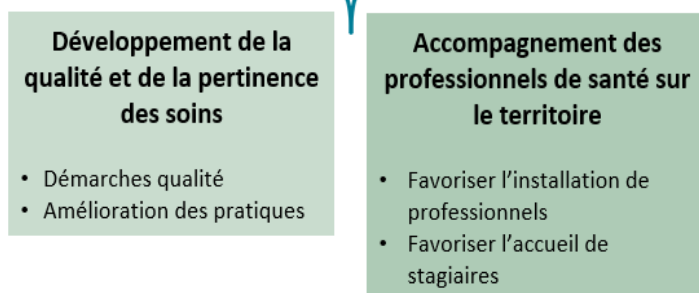 Développement de la
qualité et de la pertinence
des soins
• Démarches qualité
• Amélioration des pratiques
Accompagnement des
professionnels de santé sur
le territoire
• Favoriser l’installation de
professionnels
• Favoriser l’accueil de
stagiaires